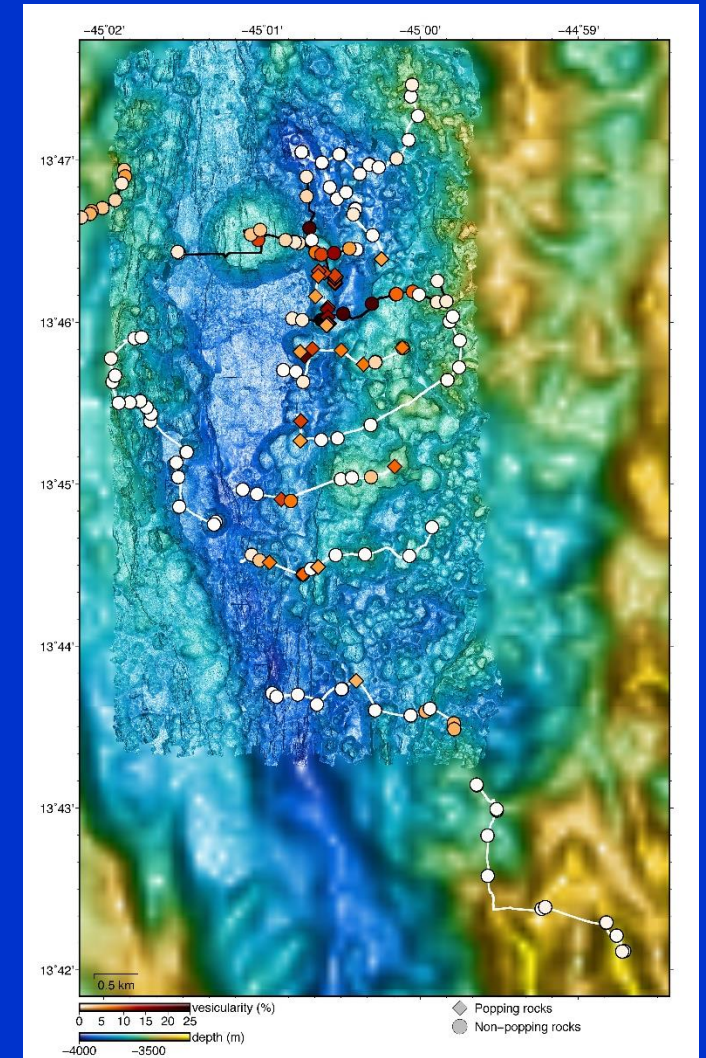 −45˚02' −45˚01' −45˚00' −44˚59'
13˚47'
13˚46'
13˚45'
13˚44'
13˚43'
13˚42'
0.5 km
vesicularity (%)
0 5 10 15 20 25
depth (m)
−4000 −3500
Popping rocks
Non−popping rocks